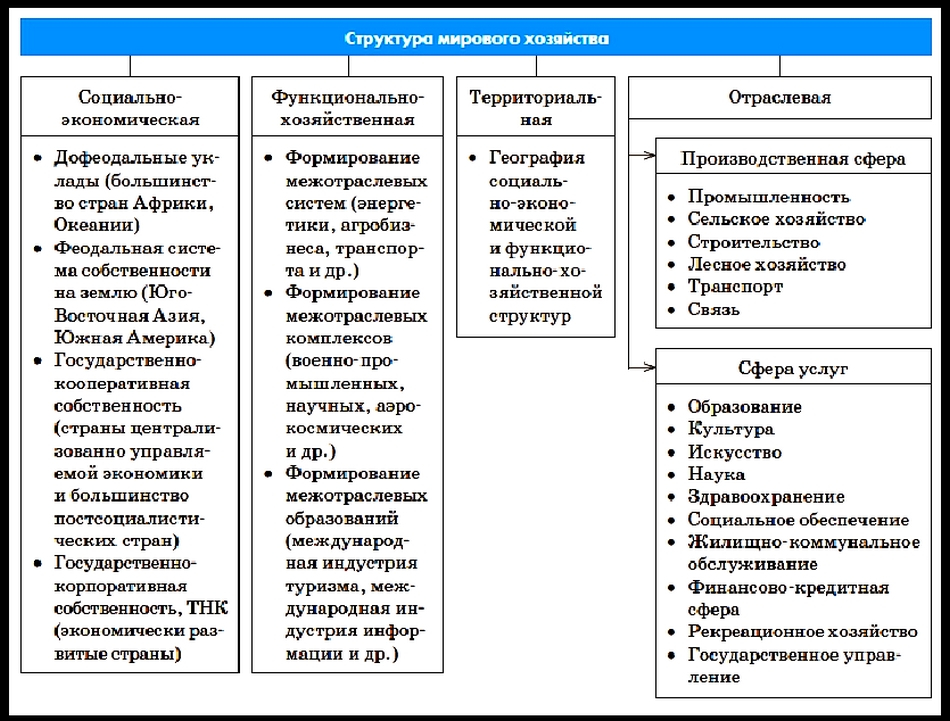 Структура мирового хозяйства
Социально-
экономическая
Дофеодальные ук-
лады (большинст-
во стран Африки,
Океании)
Феодальная систе-
ма собственности
на землю (Юго-
Восточная Азия,
Южная Америка)
Государственно-
кооперативная
собственность
(страны централи-
зованно управля-
емой экономики
и большинство
постсоциалисти-
ческих стран)
Государственно-
корпоративная
собственность, ТНК
(экономически раз-
витые страны)
Функционально-
хозяйственная
Формирование
межотраслевых
систем (энерге-
тики, агробиз-
неса, транспор-
та и др.)
Формирование
межотраслевых
комплексов
(военно-про-
мышленных,
научных, аэро-
космических
и др.)
Формирование
межотраслевых
образований
(международ-
ная индустрия
туризма, меж-
дународная ин-
дустрия инфор-
мации и др.)
Территориаль-
ная
География
социаль-
но-эконо-
мической
и функцио-
нально-хо-
зяйственной
структур
Отраслевая
Производственная сфера
Промышленность
Сельское хозяйство
Строительство
Лесное хозяйство
Транспорт
Связь
Сфера услуг
Образование
Культура
Искусство
Наука
Здравоохранение
Социальное обеспечение
Жилищно-коммунальное
обслуживание
Финансово-кредитная
сфера
Рекреационное хозяйство
Государственное управ-
ление